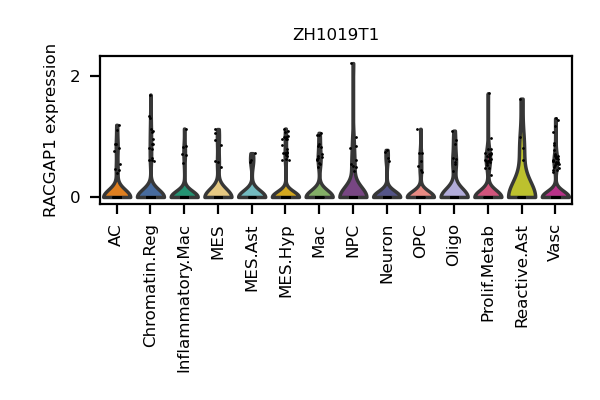 ZH1019T1
RACGAP1 expression
2
0
AC
Chromatin.Reg
Inflammatory.Mac
MES
MES.Ast
MES.Hyp
Mac
NPC
Neuron
OPC
Oligo
Prolif.Metab
Reactive.Ast
Vasc